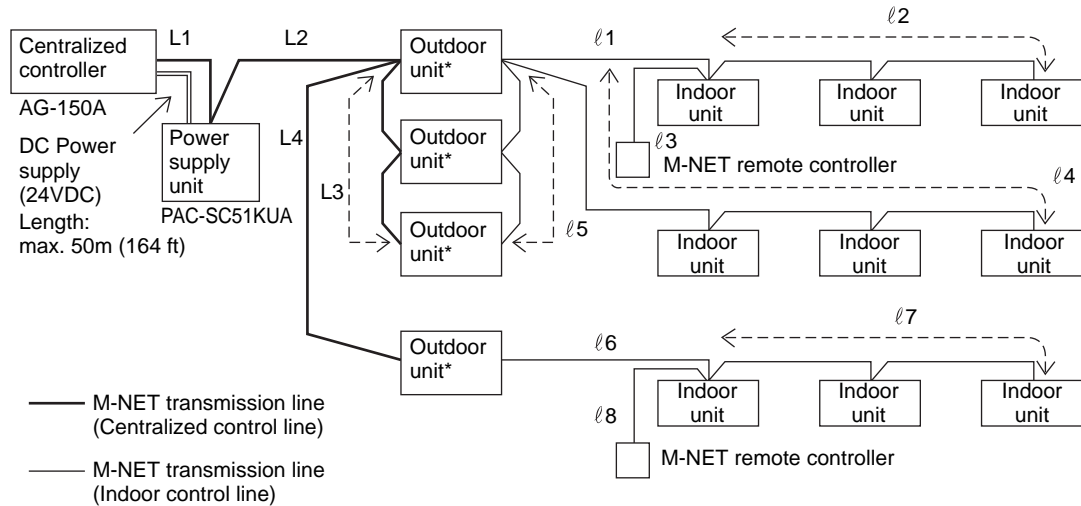 Centralized
controller
AG-150A
DC Power
supply
(24VDC)
Length:
max. 50m (164 ft)
L1
L2
Power
supply
unit
PAC-SC51KUA
L4
L3
Outdoor
unit*
Outdoor
unit*
Outdoor
unit*
Outdoor
unit*
ℓ1
ℓ2
Indoor
unit
Indoor
unit
Indoor
unit
ℓ3
M-NET remote controller
ℓ4
ℓ5
Indoor
unit
Indoor
unit
Indoor
unit
ℓ6
ℓ7
Indoor
unit
Indoor
unit
Indoor
unit
ℓ8
M-NET remote controller
M-NET transmission line
(Centralized control line)
M-NET transmission line
(Indoor control line)